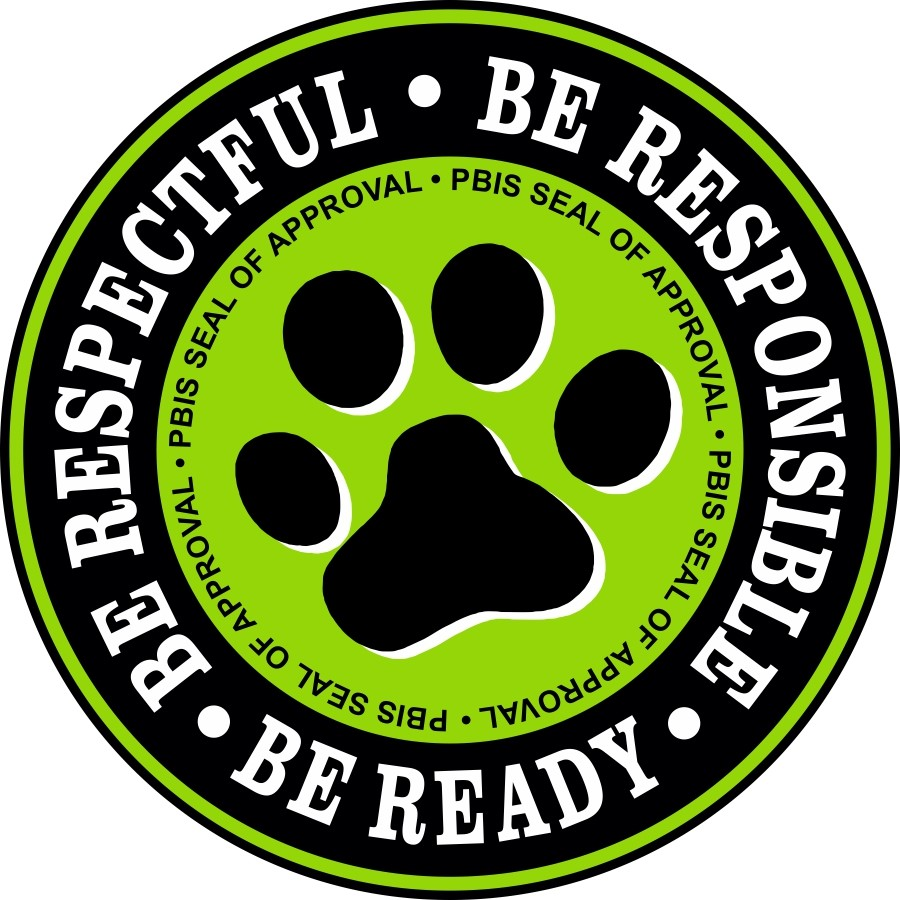 BE RESPECTFUL • BE RESPONSIBLE • BE READY •
PBIS SEAL OF APPROVAL • PBIS SEAL OF APPROVAL • PBIS SEAL OF APPROVAL • PBIS SEAL OF APPROVAL •